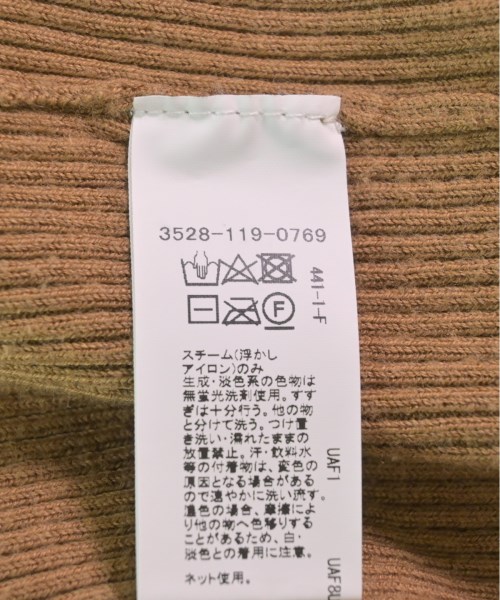 3528-119-0769
441-1-F
F
スチーム(浮かし
アイロン)のみ
生成・淡色系の色物は
無蛍光洗剤使用。すす
ぎは十分行う。他の物
と分けて洗う。つけ置
き洗い・濡れたままの
放置禁止。汗・飲料水
等の付着物は、変色の
原因となる場合がある
ので速やかに洗い流す。
濃色の場合、摩擦によ
り他の物へ色移りする
ことがあるため、白・
淡色との着用に注意。
ネット使用。
UAF1
UAF8U